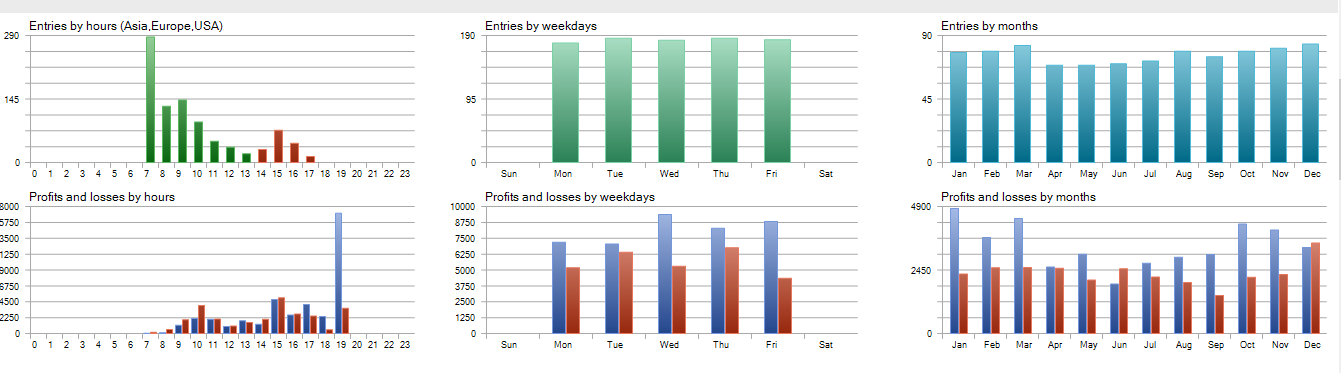 Entries by hours (Asia,Europe,USA)
290
145
0
0 1 2 3 4 5 6 7 8 9 10 11 12 13 14 15 16 17 18 19 20 21 22 23
Entries by weekdays
190
95
0
Sun Mon Tue Wed Thu Fri Sat
Entries by months
90
45
0
Jan Feb Mar Apr May Jun Jul Aug Sep Oct Nov Dec
Profits and losses by hours
8000
5750
3500
1250
9000
6750
4500
2250
0
0 1 2 3 4 5 6 7 8 9 10 11 12 13 14 15 16 17 18 19 20 21 22 23
Profits and losses by weekdays
10000
8750
7500
6250
5000
3750
2500
1250
0
Sun Mon Tue Wed Thu Fri Sat
Profits and losses by months
4900
2450
0
Jan Feb Mar Apr May Jun Jul Aug Sep Oct Nov Dec